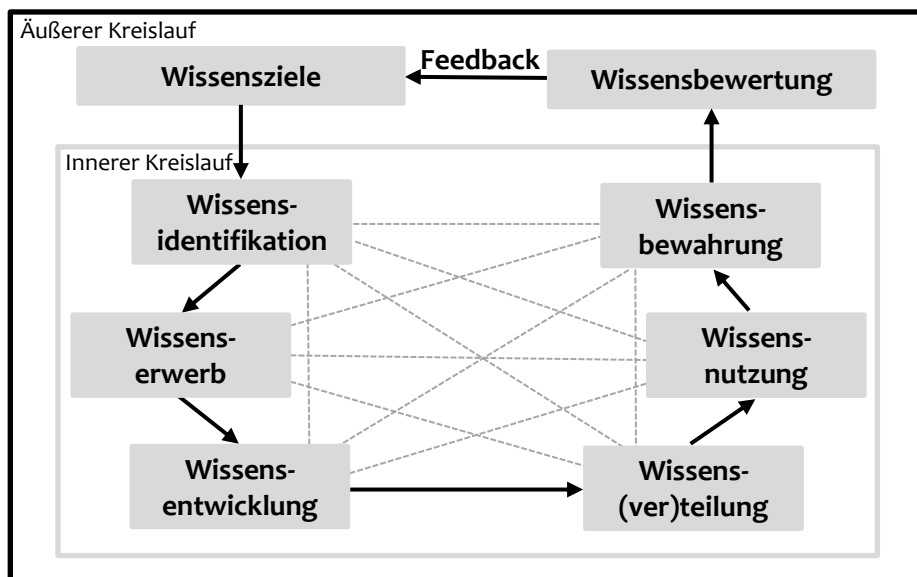 Äußerer Kreislauf
Wissensziele
Feedback
Wissensbewertung
Innerer Kreislauf
Wissens-
identifikation
Wissens-
bewahrung
Wissens-
erwerb
Wissens-
nutzung
Wissens-
entwicklung
Wissens-
(ver)teilung